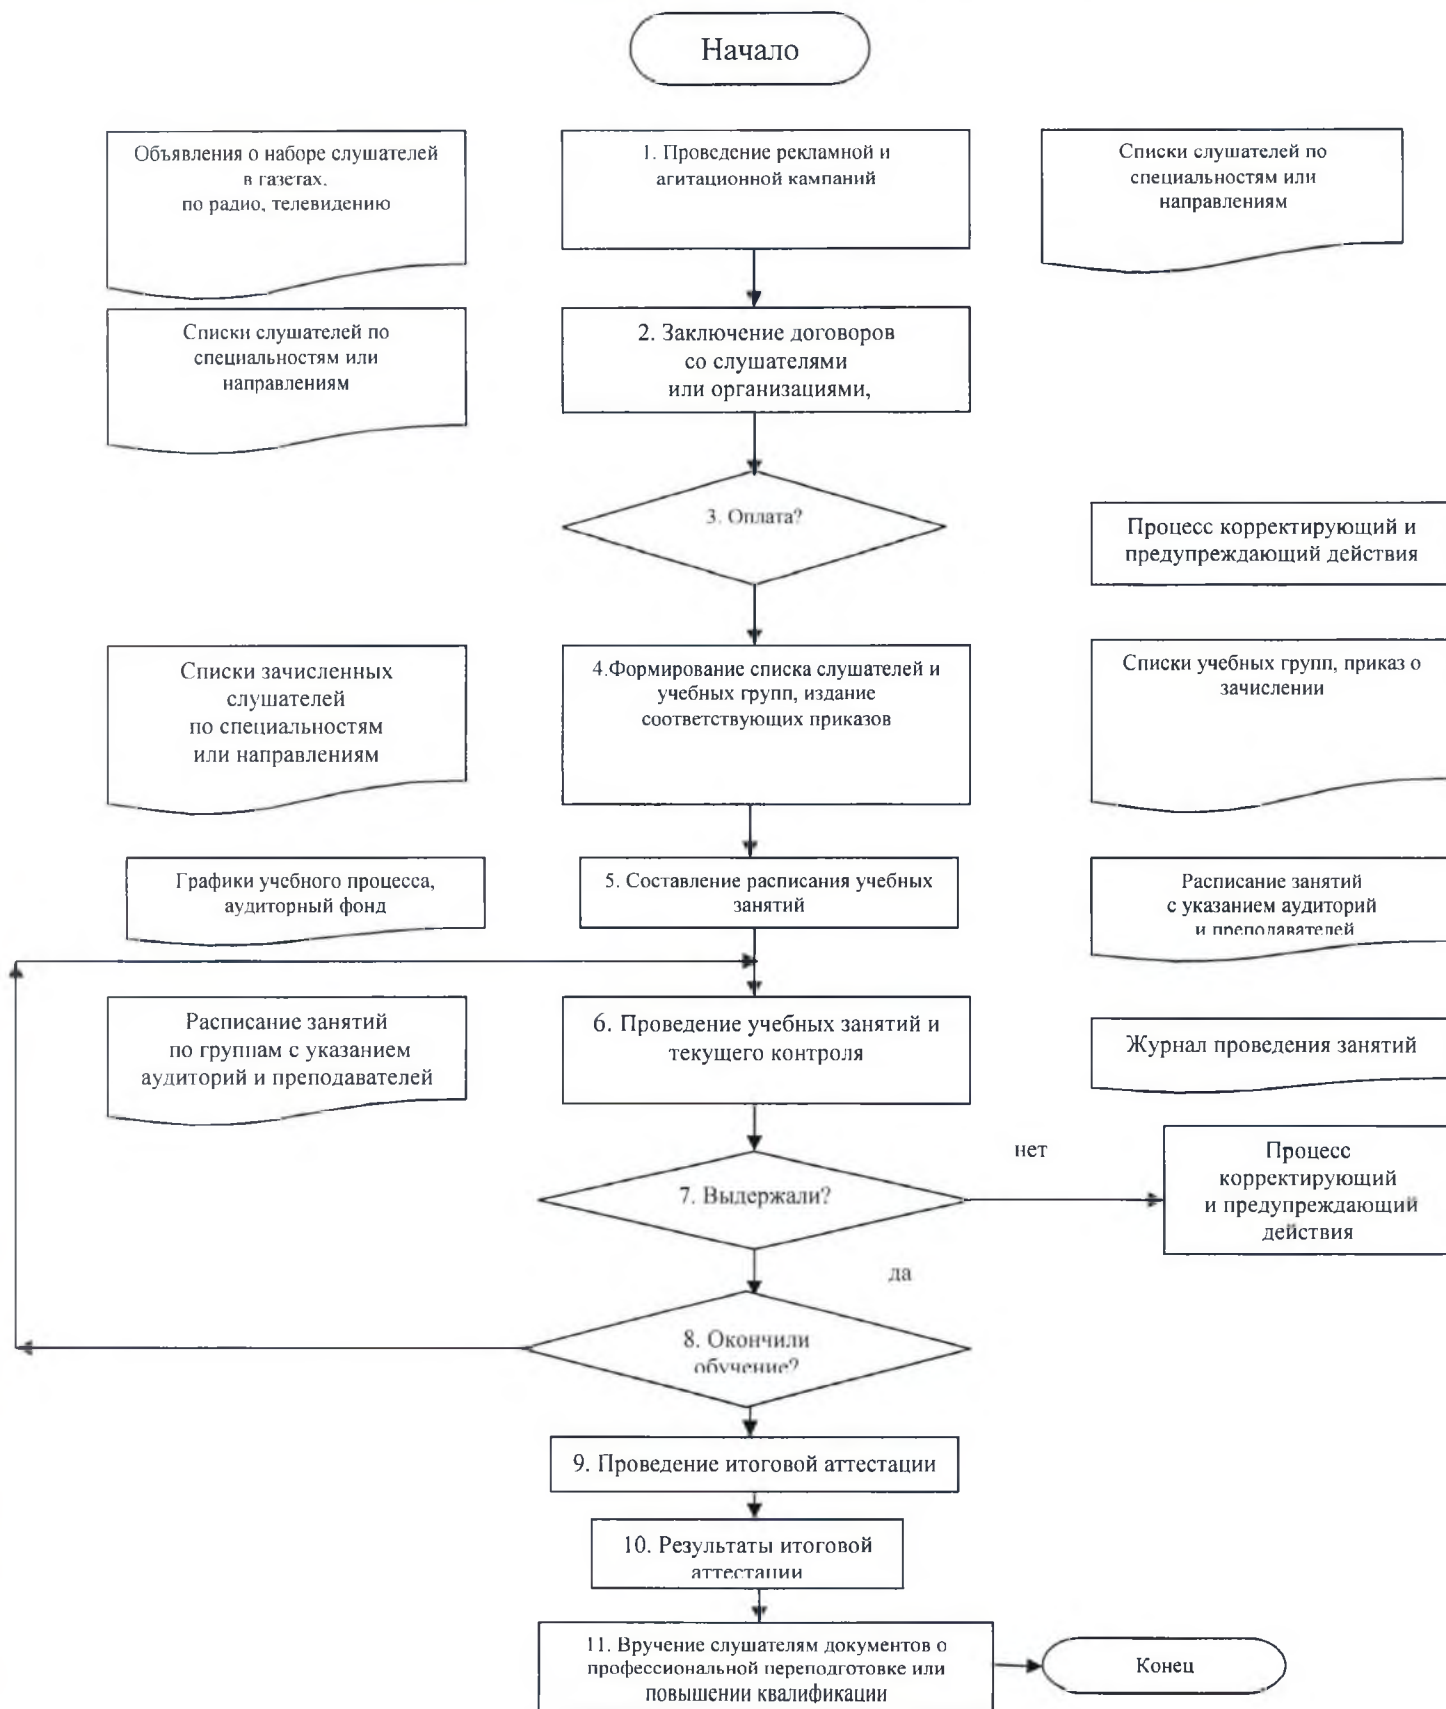 Начало
Объявления о наборе слушателей
в газетах,
по радио, телевидению
1. Проведение рекламной и
агитационной кампаний
Списки слушателей по
специальностям или
направлениям
Списки слушателей по
специальностям или
направлениям
2. Заключение договоров
со слушателями
или организациями,
3. Оплата?
Процесс корректирующий и
предупреждающий действия
Списки зачисленных
слушателей
по специальностям
или направлениям
4.Формирование списка слушателей и
учебных групп, издание
соответствующих приказов
Списки учебных групп, приказ о
зачислении
Графики учебного процесса,
аудиторный фонд
5. Составление расписания учебных
занятий
Расписание занятий
с указанием аудиторий
и преподавателей
Расписание занятий
по группам с указанием
аудиторий и преподавателей
6. Проведение учебных занятий и
текущего контроля
Журнал проведения занятий
7. Выдержали?
нет
Процесс
корректирующий
и предупреждающий
действия
да
8. Окончили
обучение?
9. Проведение итоговой аттестации
10. Результаты итоговой
аттестации
11. Вручение слушателям документов о
профессиональной переподготовке или
повышении квалификации
Конец